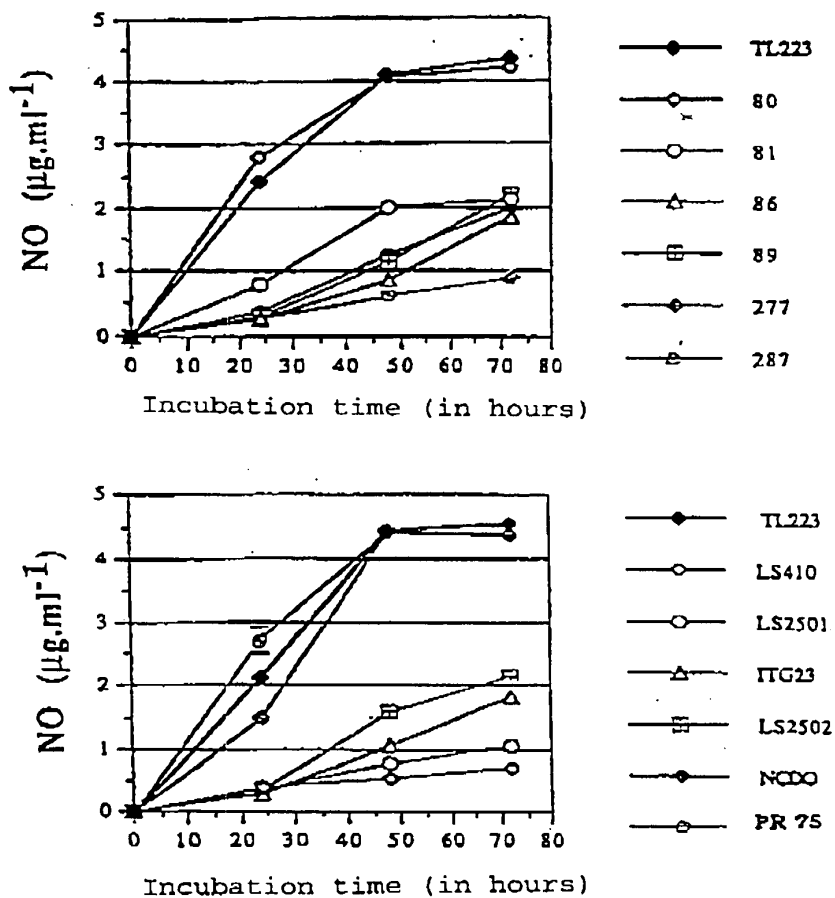 5
4
3
2
1
0
NO (µg.ml⁻¹)
0 10 20 30 40 50 60 70 80
Incubation time (in hours)
TL223
80
81
86
89
277
287
5
4
3
2
1
0
NO (µg.ml⁻¹)
0 10 20 30 40 50 60 70 80
Incubation time (in hours)
TL223
LS410
LS2501
ITG23
LS2502
NCDO
PR 75